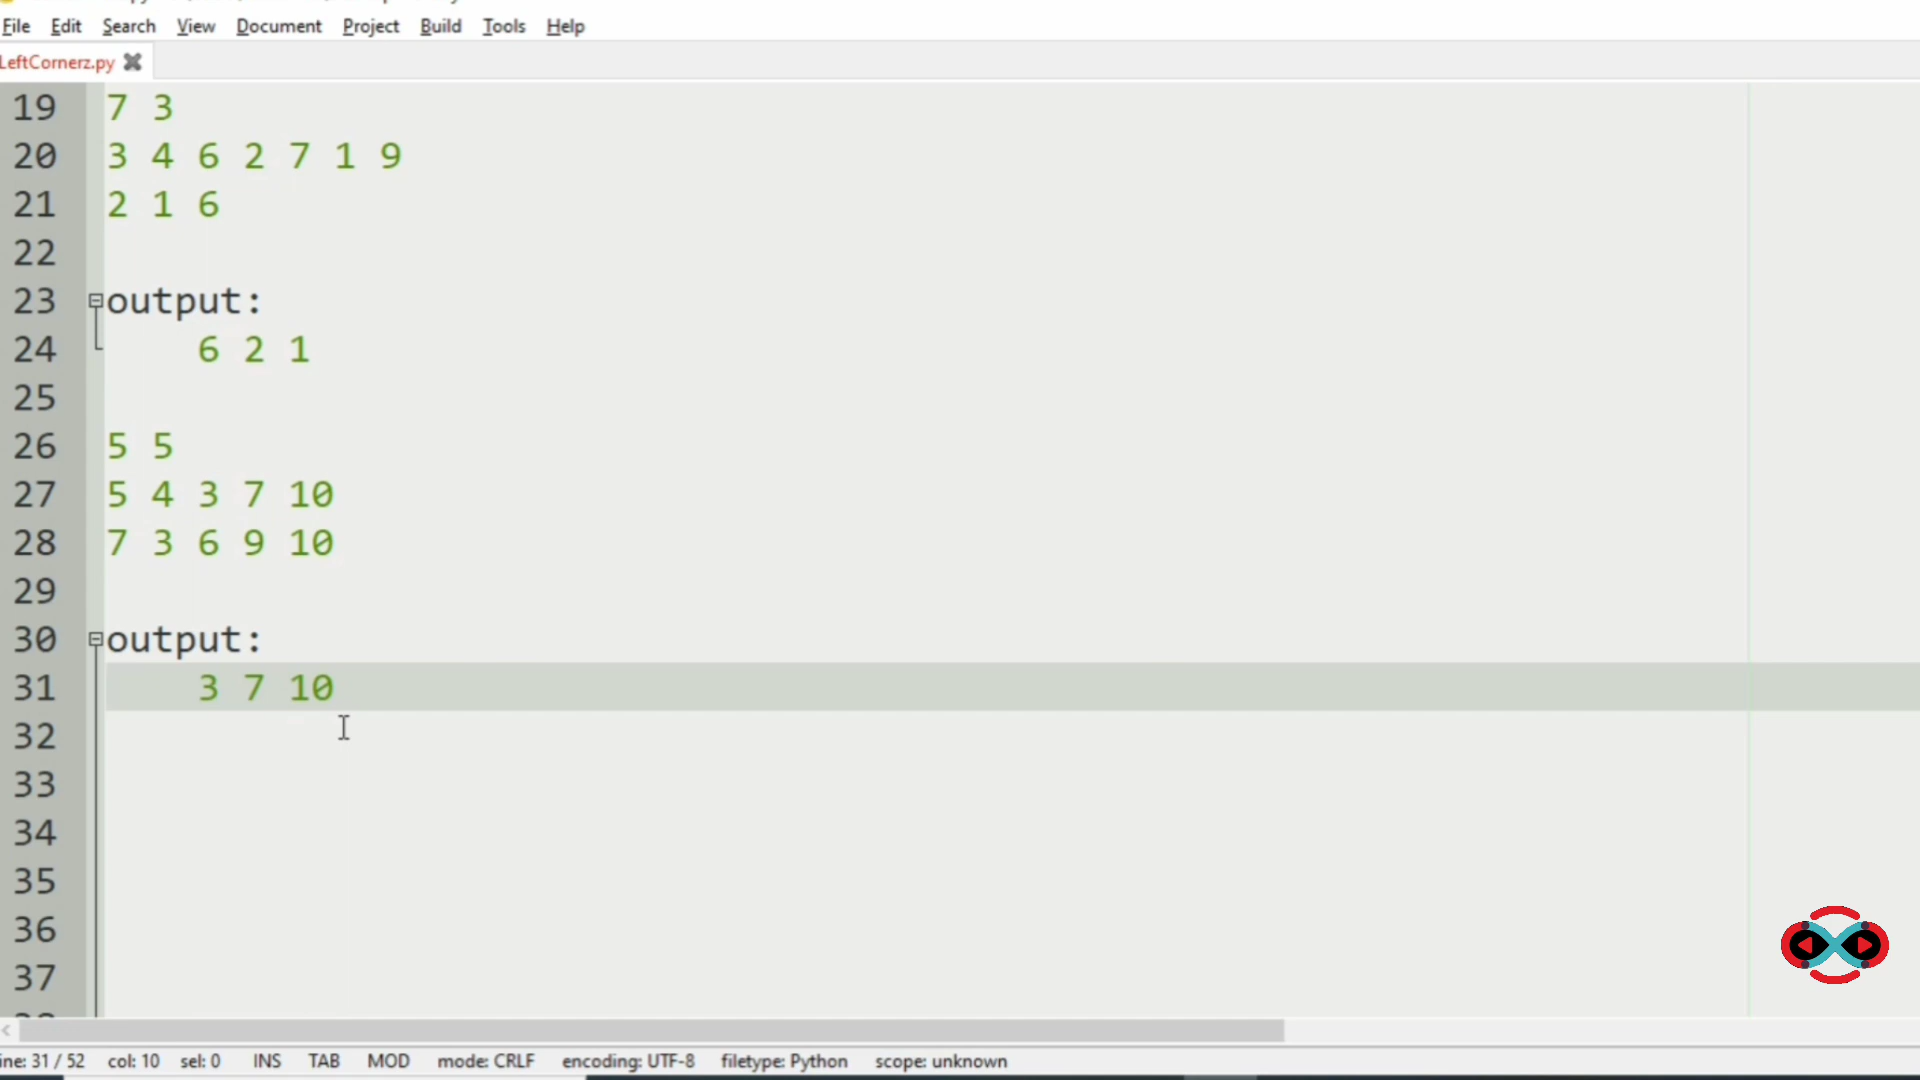 File Edit Search View Document Project Build Tools Help
LeftCornerz.py
19 7 3
20 3 4 6 2 7 1 9
21 2 1 6
22
23 output:
24 6 2 1
25
26 5 5
27 5 4 3 7 10
28 7 3 6 9 10
29
30 output:
31 3 7 10
32
33
34
35
36
37
ine: 31 / 52 col: 10 sel: 0 INS TAB MOD mode: CRLF encoding: UTF-8 filetype: Python scope: unknown